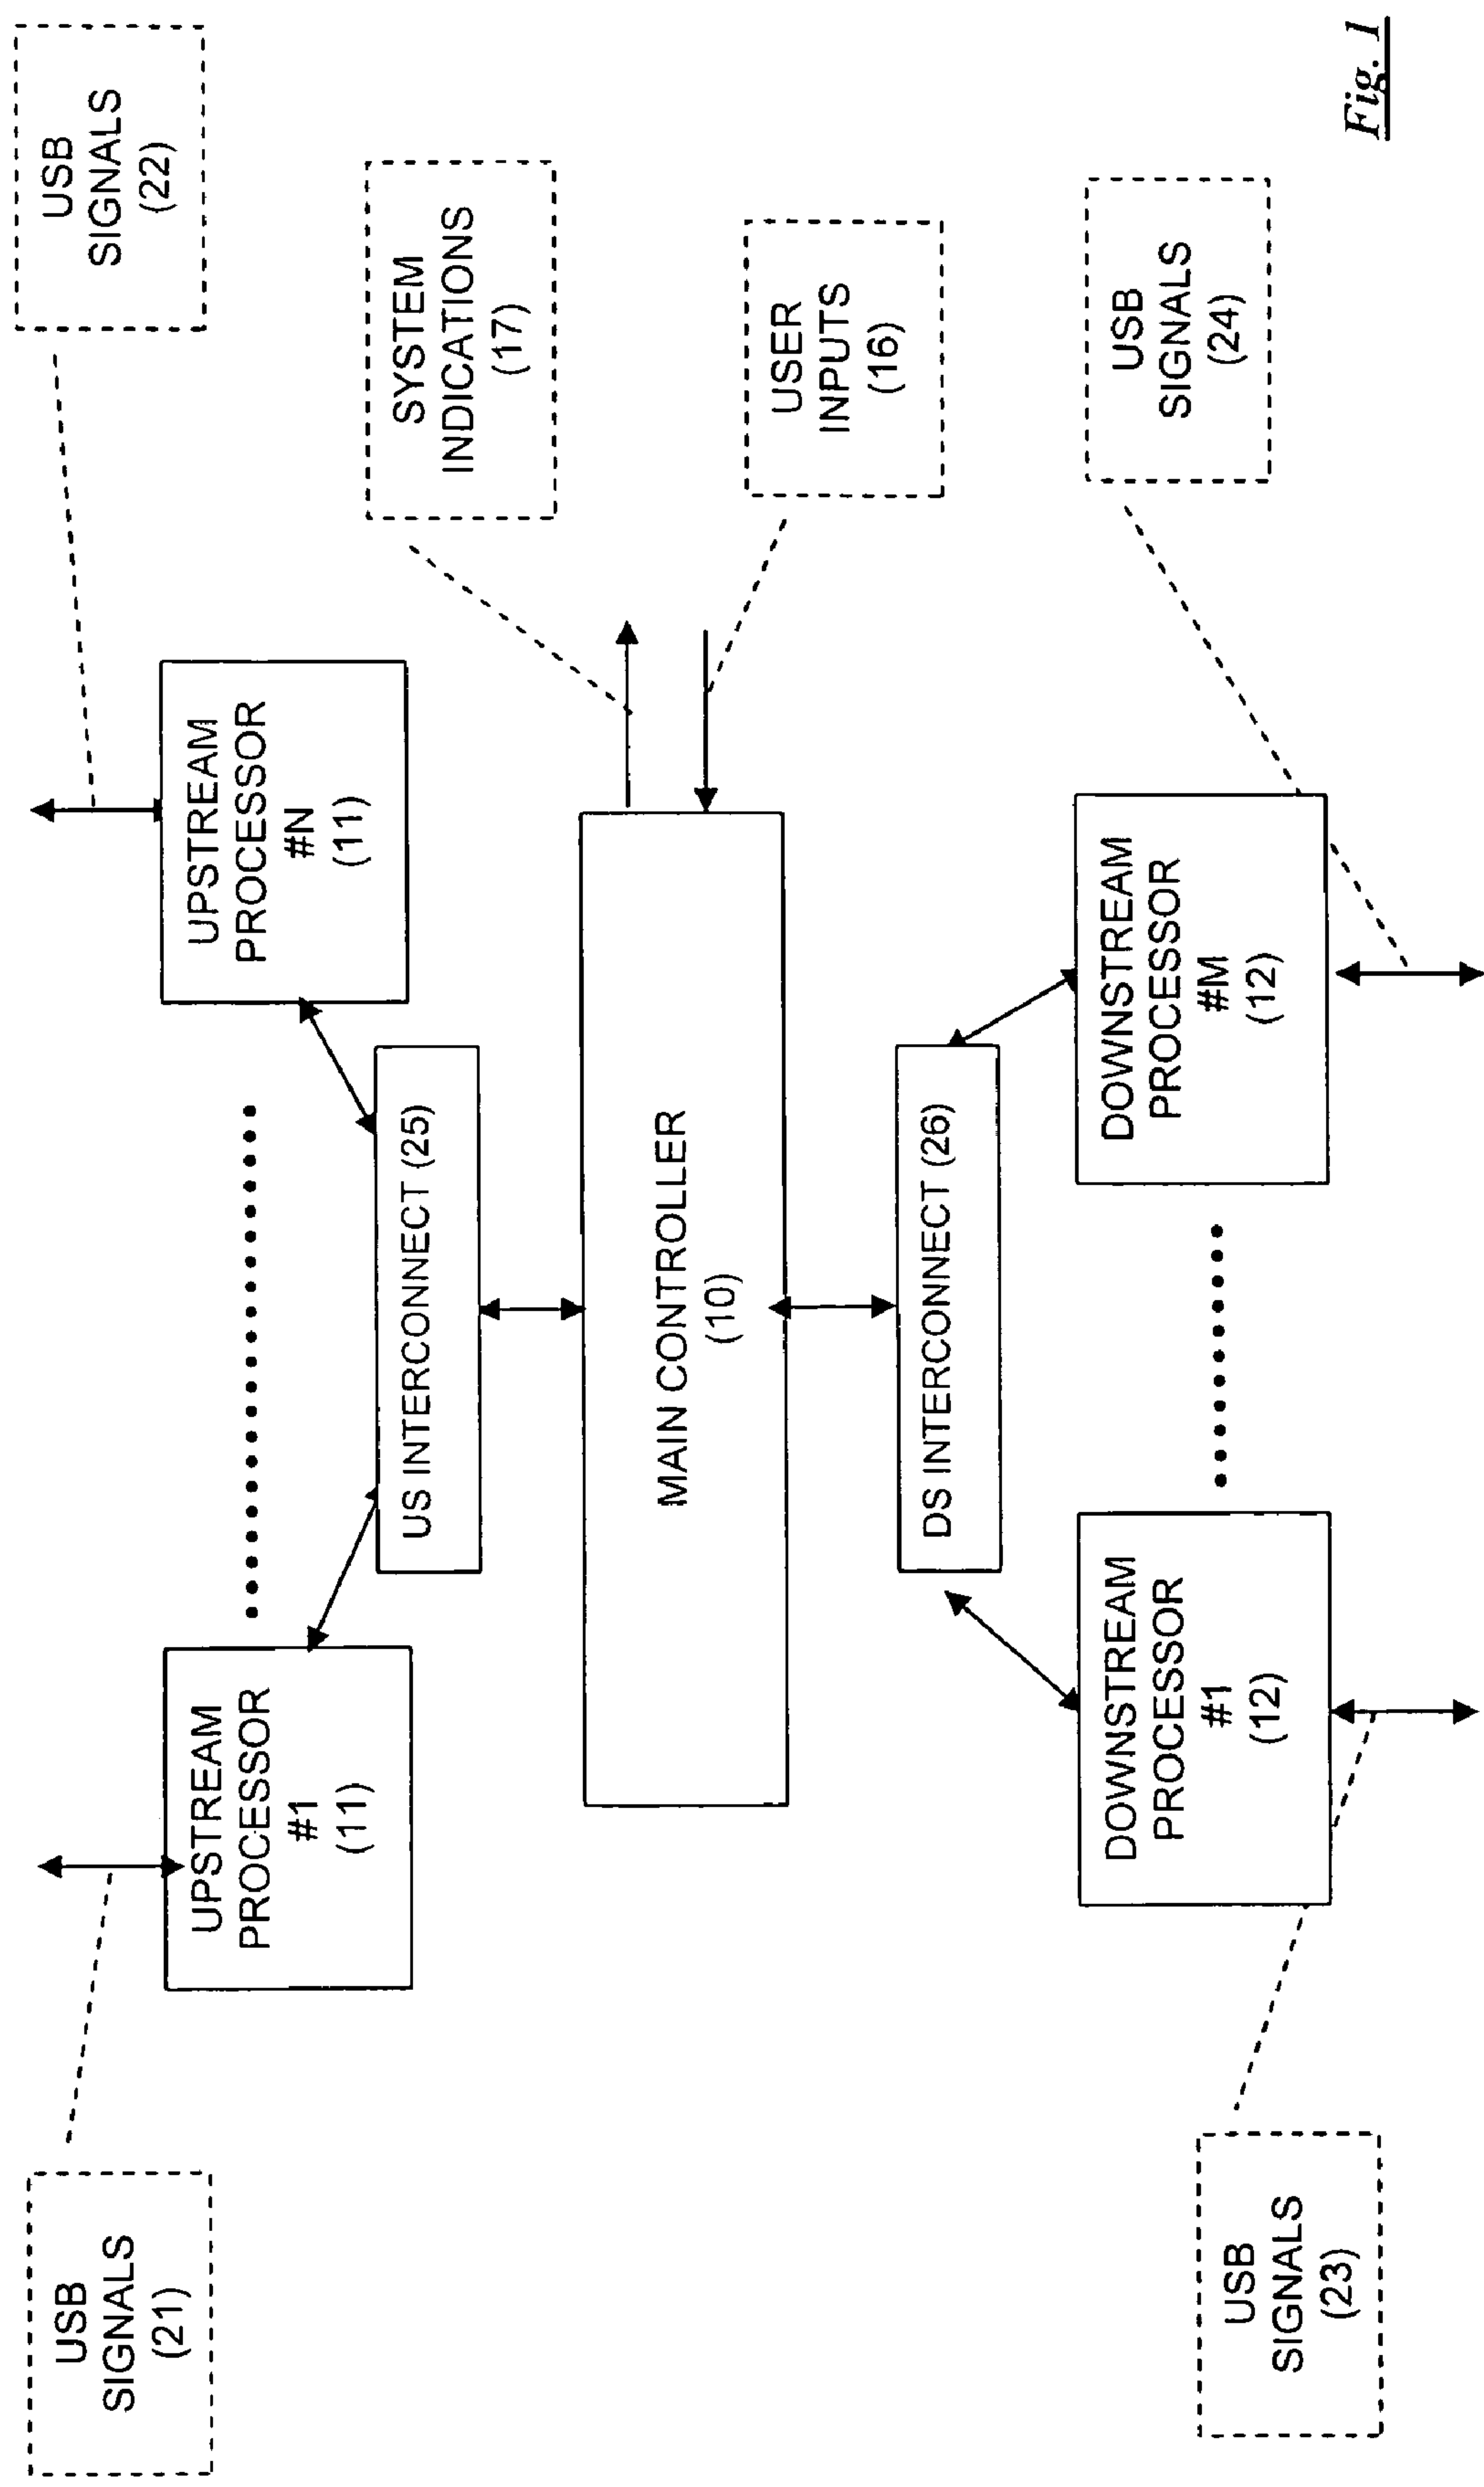 USB
SIGNALS
(21)
USB
SIGNALS
(22)
UPSTREAM
PROCESSOR
#1
(11)
UPSTREAM
PROCESSOR
#N
(11)
SYSTEM
INDICATIONS
(17)
US INTERCONNECT (25)
MAIN CONTROLLER
(10)
USER
INPUTS
(16)
DS INTERCONNECT (26)
DOWNSTREAM
PROCESSOR
#1
(12)
DOWNSTREAM
PROCESSOR
#M
(12)
USB
SIGNALS
(24)
USB
SIGNALS
(23)
Fig. 1